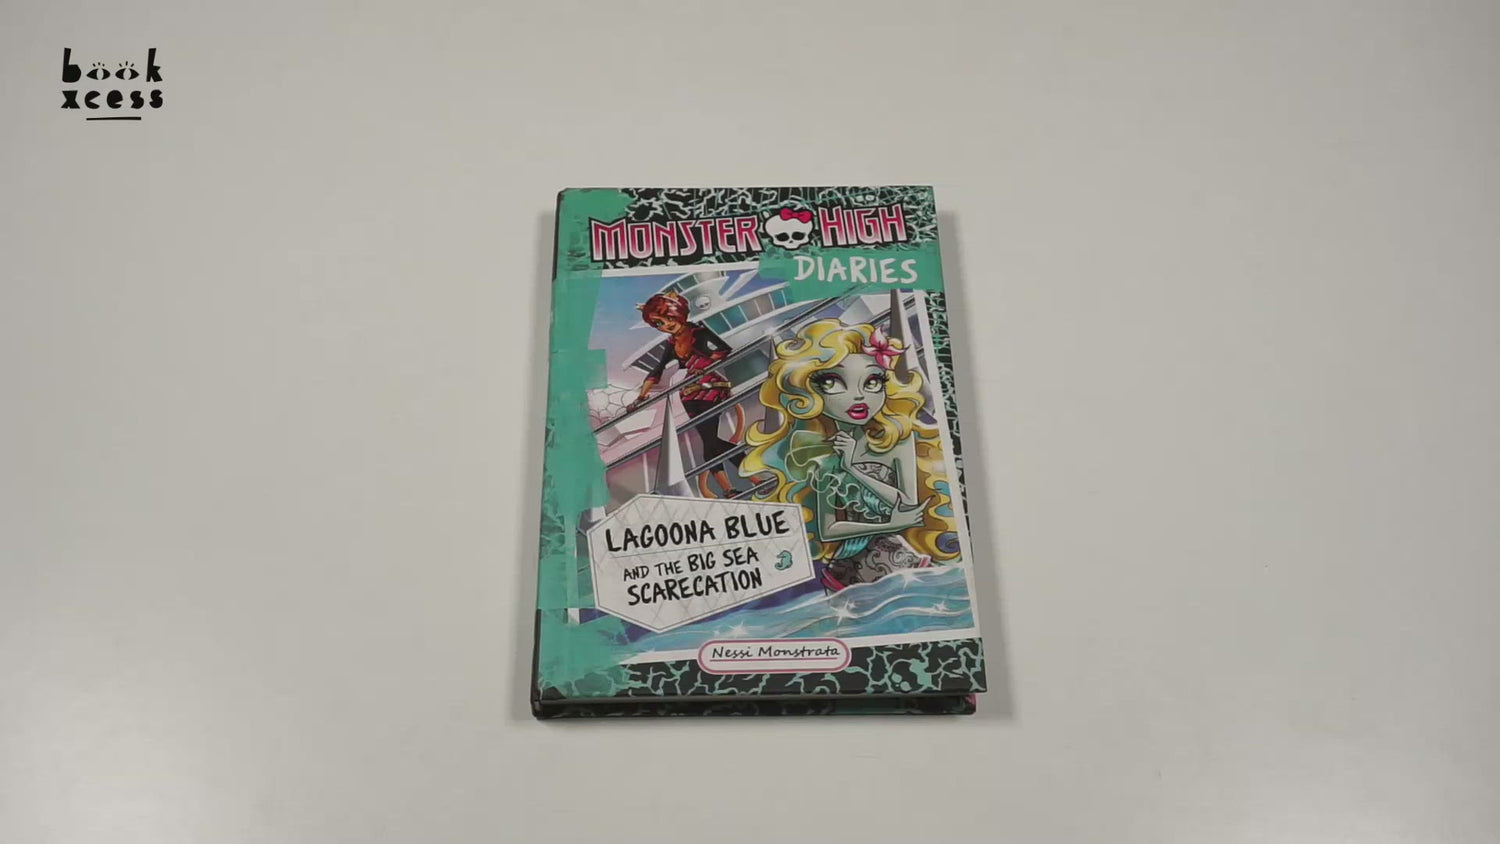 book
xcess
MONSTER HIGH
DIARIES
LAGOONA BLUE
AND THE BIG SEA
SCARECATION
Nessi Monstrata